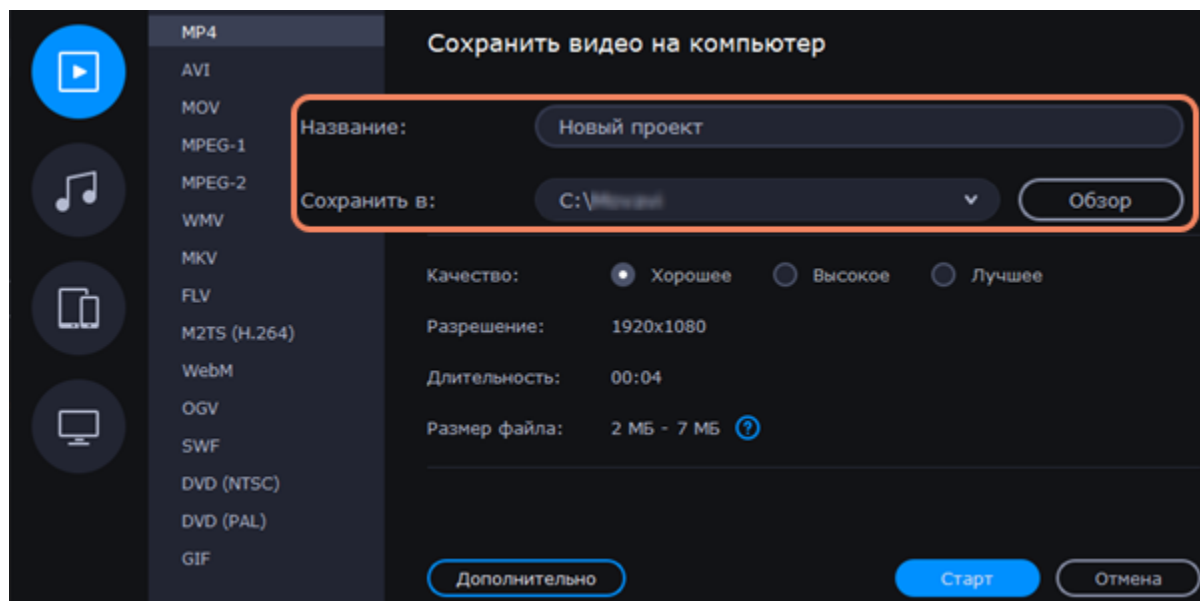 MP4
AVI
MOV
MPEG-1
MPEG-2
WMV
MKV
FLV
M2TS (H.264)
WebM
OGV
SWF
DVD (NTSC)
DVD (PAL)
GIF
Сохранить видео на компьютер
Название: Новый проект
Сохранить в: C:\ Обзор
Качество: Хорошее Высокое Лучшее
Разрешение: 1920x1080
Длительность: 00:04
Размер файла: 2 МБ - 7 МБ ?
Дополнительно Старт Отмена